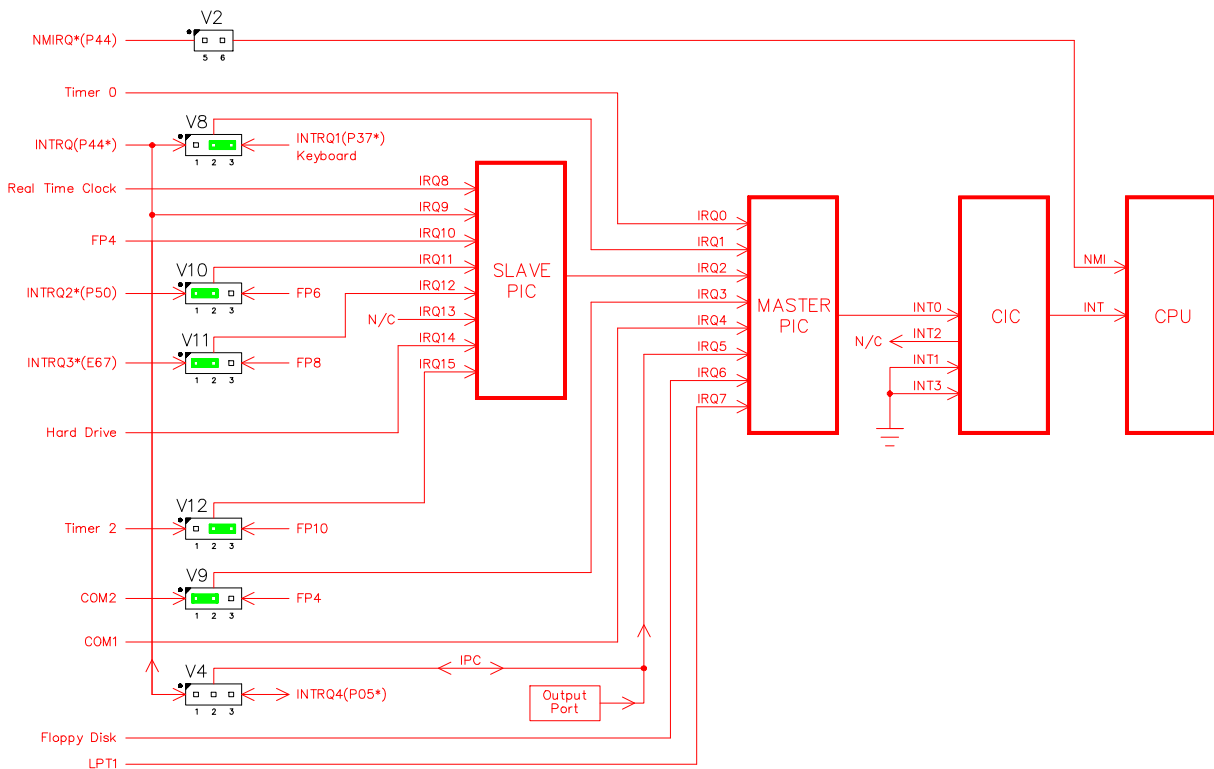 V2
NMIRQ*(P44)
5 6
Timer 0
V8
INTRQ(P44*)
1 2 3
INTRQ1(P37*)
Keyboard
Real Time Clock
IRQ8
IRQ9
FP4
IRQ10
V10
IRQ11
INTRQ2*(P50)
1 2 3
FP6
IRQ12
N/C
IRQ13
V11
IRQ14
INTRQ3*(E67)
1 2 3
FP8
IRQ15
SLAVE
PIC
Hard Drive
IRQ0
IRQ1
IRQ2
IRQ3
IRQ4
IRQ5
IRQ6
IRQ7
MASTER
PIC
INT0
N/C
INT2
INT1
INT3
CIC
NMI
INT
CPU
V12
Timer 2
1 2 3
FP10
V9
COM2
1 2 3
FP4
COM1
V4
IPC
1 2 3
INTRQ4(P05*)
Output
Port
Floppy Disk
LPT1